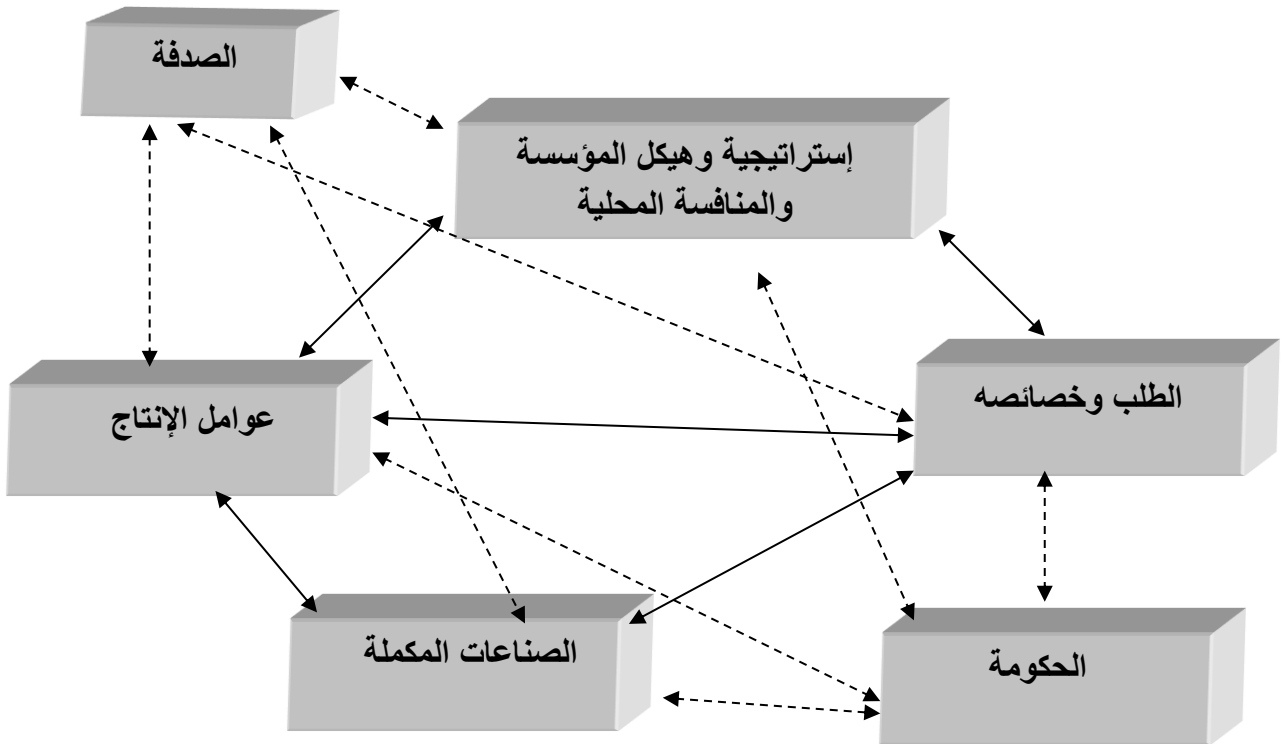 الصدفة
إستراتيجية وهيكل المؤسسة
والمنافسة المحلية
الطلب وخصائصه
عوامل الإنتاج
الصناعات المكملة
الحكومة